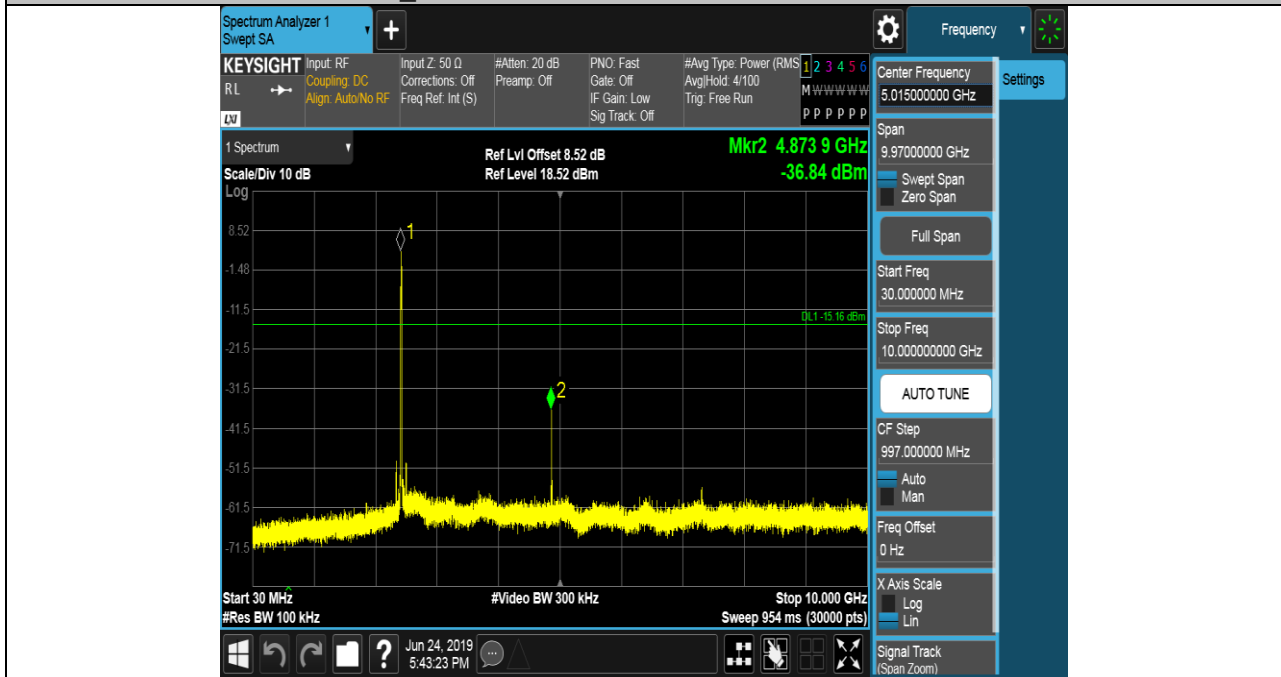 Spectrum Analyzer 1
Swept SA
Frequency
KEYSIGHT
RL
LXI
Input: RF
Coupling: DC
Align: Auto/No RF
Input Z: 50 Ω
Corrections: Off
Freq Ref: Int (S)
#Atten: 20 dB
Preamp: Off
PNO: Fast
Gate: Off
IF Gain: Low
Sig Track: Off
#Avg Type: Power (RMS
Avg|Hold: 4/100
Trig: Free Run
1 2 3 4 5 6
M W W W W W
P P P P P P
1 Spectrum
Scale/Div 10 dB
Ref Lvl Offset 8.52 dB
Ref Level 18.52 dBm
Mkr2 4.873 9 GHz
-36.84 dBm
Log
8.52
-1.48
-11.5
-21.5
-31.5
-41.5
-51.5
-61.5
-71.5
1
2
DL1 -15.16 dBm
Start 30 MHz
#Res BW 100 kHz
#Video BW 300 kHz
Stop 10.000 GHz
Sweep 954 ms (30000 pts)
Center Frequency
5.015000000 GHz
Span
9.97000000 GHz
Swept Span
Zero Span
Full Span
Start Freq
30.000000 MHz
Stop Freq
10.000000000 GHz
AUTO TUNE
CF Step
997.000000 MHz
Auto
Man
Freq Offset
0 Hz
X Axis Scale
Log
Lin
Signal Track
(Span Zoom)
Settings
?
Jun 24, 2019
5:43:23 PM